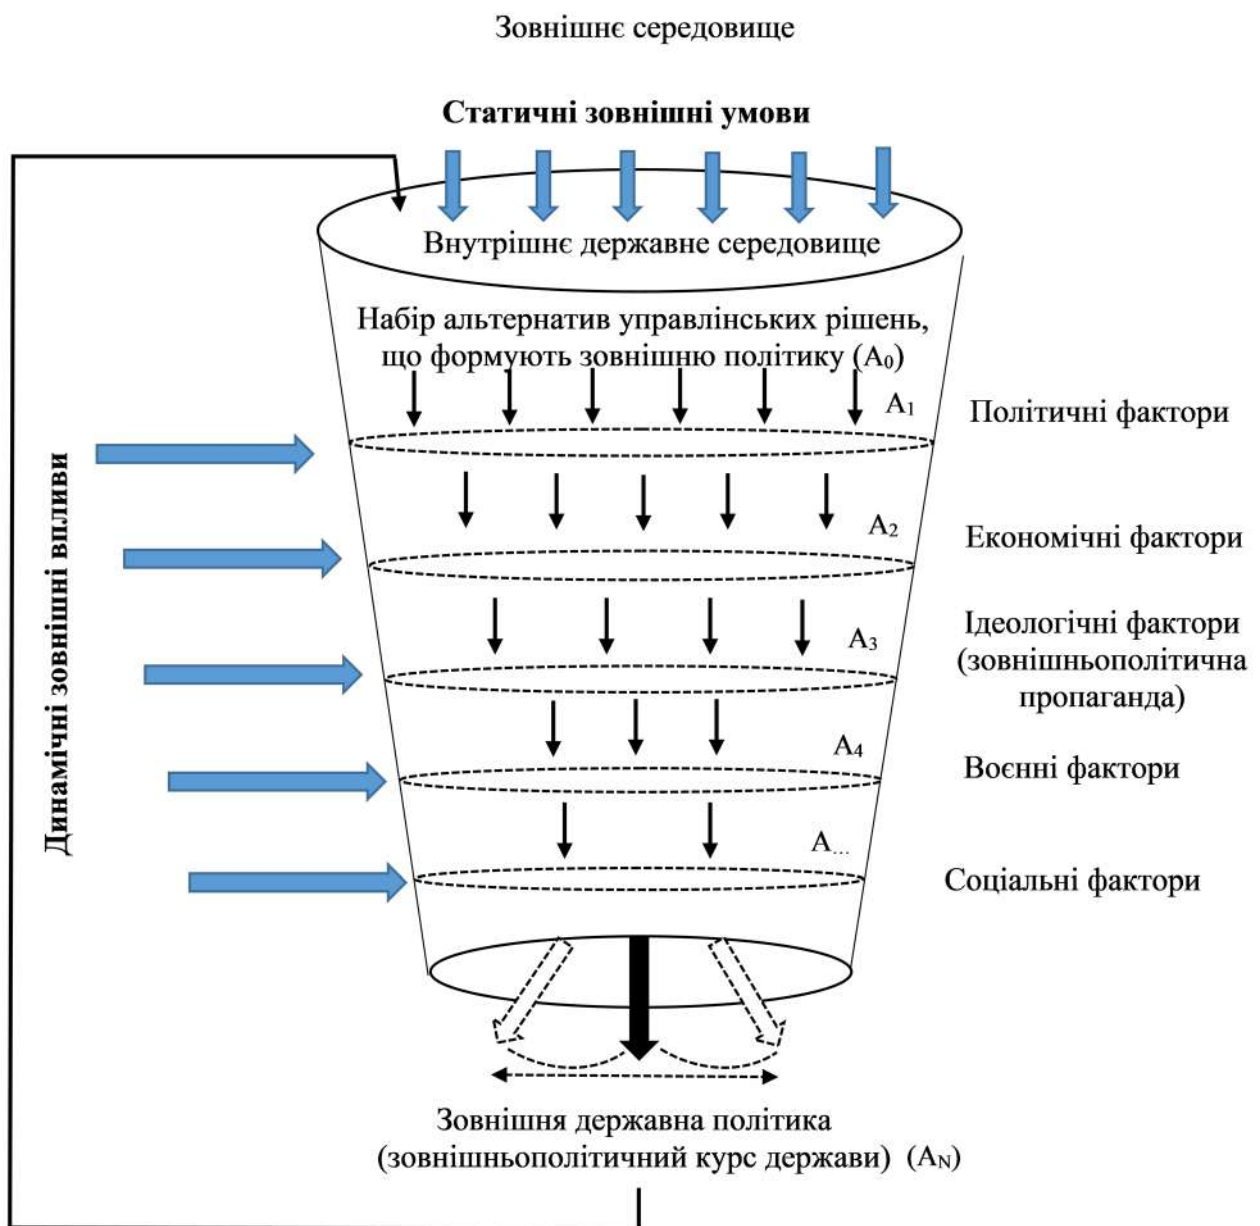 Зовнішнє середовище
Статичні зовнішні умови
Внутрішнє державне середовище
Набір альтернатив управлінських рішень,
що формують зовнішню політику (A₀)
A₁
Політичні фактори
Динамічні зовнішні впливи
A₂
Економічні фактори
A₃
Ідеологічні фактори
(зовнішньополітична
пропаганда)
A₄
Воєнні фактори
A...
Соціальні фактори
Зовнішня державна політика
(зовнішньополітичний курс держави) (A_N)